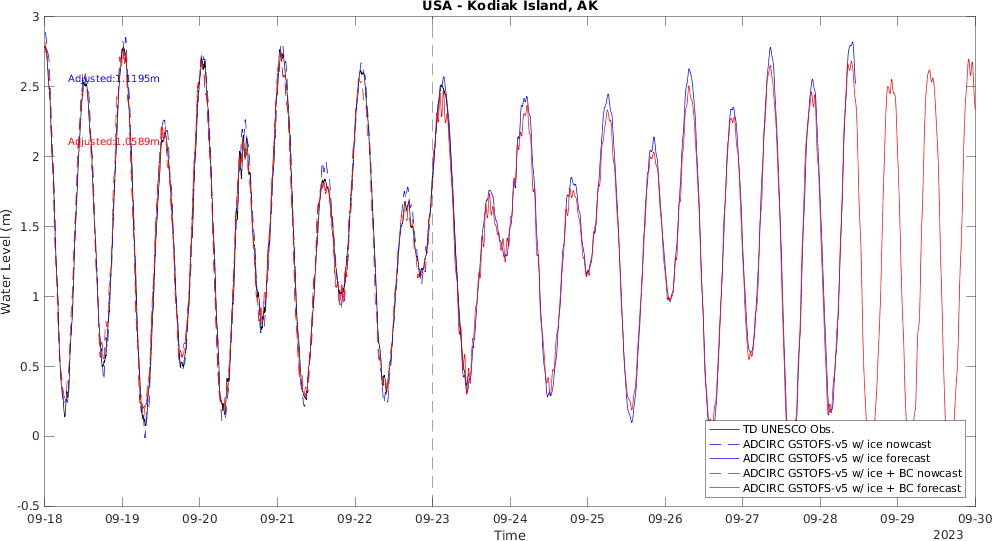 USA - Kodiak Island, AK
3
2.5
2
1.5
1
0.5
0
-0.5
Water Level (m)
Adjusted:1.1195m
Adjusted:1.0589m
TD UNESCO Obs.
ADCIRC GSTOFS-v5 w/ ice nowcast
ADCIRC GSTOFS-v5 w/ ice forecast
ADCIRC GSTOFS-v5 w/ ice + BC nowcast
ADCIRC GSTOFS-v5 w/ ice + BC forecast
09-18 09-19 09-20 09-21 09-22 09-23 09-24 09-25 09-26 09-27 09-28 09-29 09-30
Time
2023